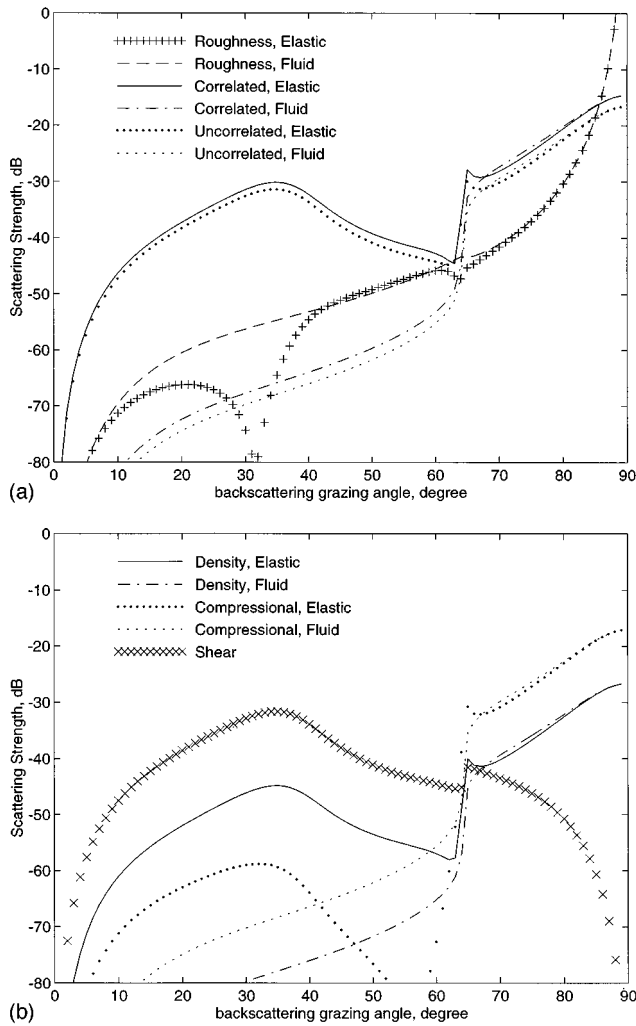 0
-10
-20
-30
-40
-50
-60
-70
-80
Scattering Strength, dB
Roughness, Elastic
Roughness, Fluid
Correlated, Elastic
Correlated, Fluid
Uncorrelated, Elastic
Uncorrelated, Fluid
0 10 20 30 40 50 60 70 80 90
(a) backscattering grazing angle, degree
0
-10
-20
-30
-40
-50
-60
-70
-80
Scattering Strength, dB
Density, Elastic
Density, Fluid
Compressional, Elastic
Compressional, Fluid
Shear
0 10 20 30 40 50 60 70 80 90
(b) backscattering grazing angle, degree